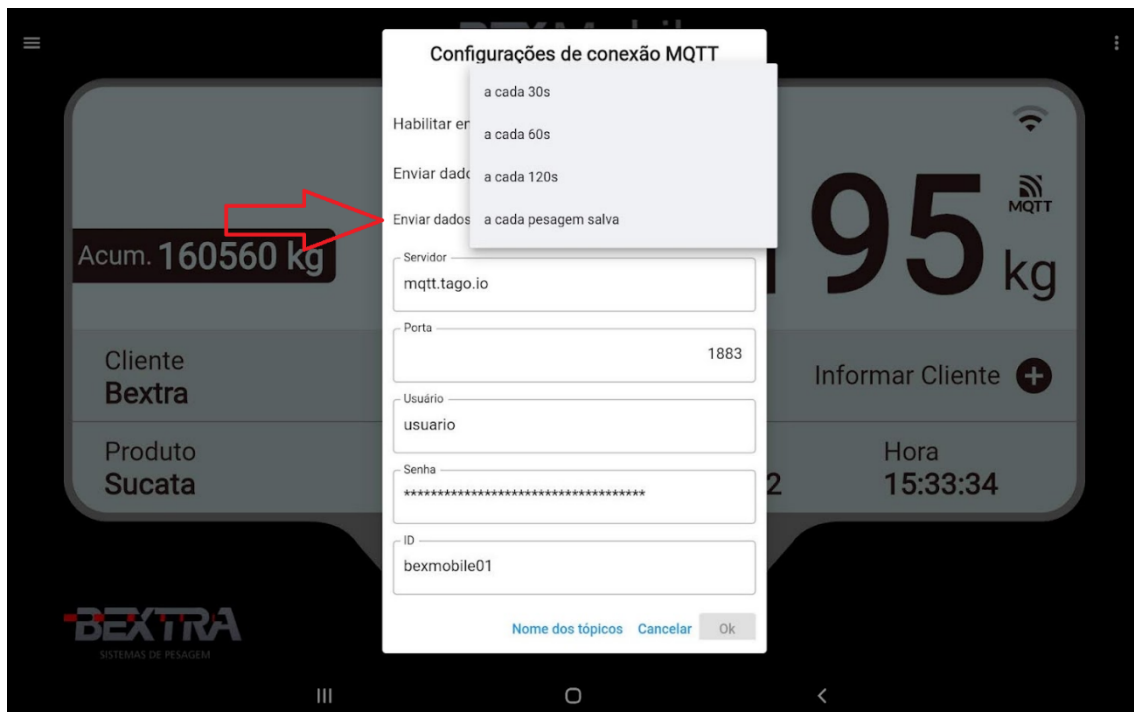 Configurações de conexão MQTT
a cada 30s
Habilitar
a cada 60s
Enviar
a cada 120s
Enviar dados
a cada pesagem salva
Servidor
mqtt.tago.io
Porta
1883
Usuário
usuario
Senha
************************************
ID
bexmobile01
Nome dos tópicos Cancelar Ok
Acum. 160560 kg
95 kg
MQTT
Cliente
Bextra
Informar Cliente
Produto
Sucata
2
Hora
15:33:34
BEXTRA
SISTEMAS DE PESAGEM